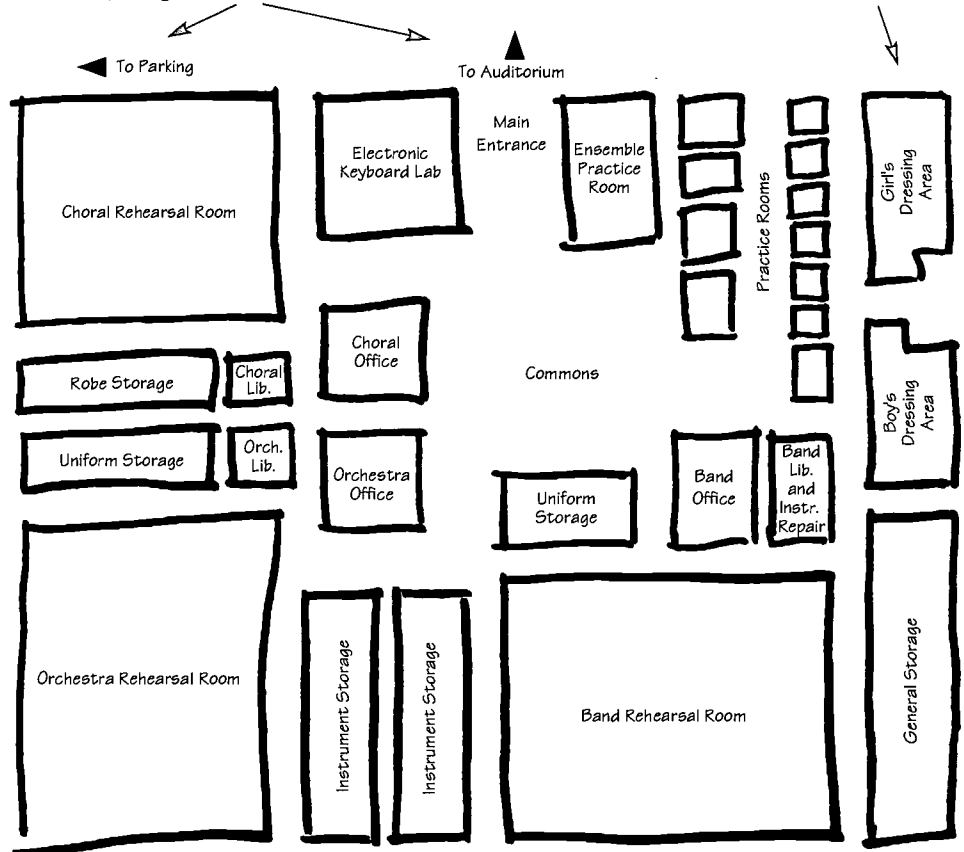 To Parking
To Auditorium
Main
Entrance
Electronic
Keyboard Lab
Ensemble
Practice
Room
Choral Rehearsal Room
Practice Rooms
Girl's
Dressing
Area
Choral
Office
Robe Storage
Choral
Lib.
Commons
Boy's
Dressing
Area
Uniform Storage
Orch.
Lib.
Orchestra
Office
Uniform
Storage
Band
Office
Band
Lib.
and
Instr.
Repair
Orchestra Rehearsal Room
Instrument Storage
Instrument Storage
Band Rehearsal Room
General Storage